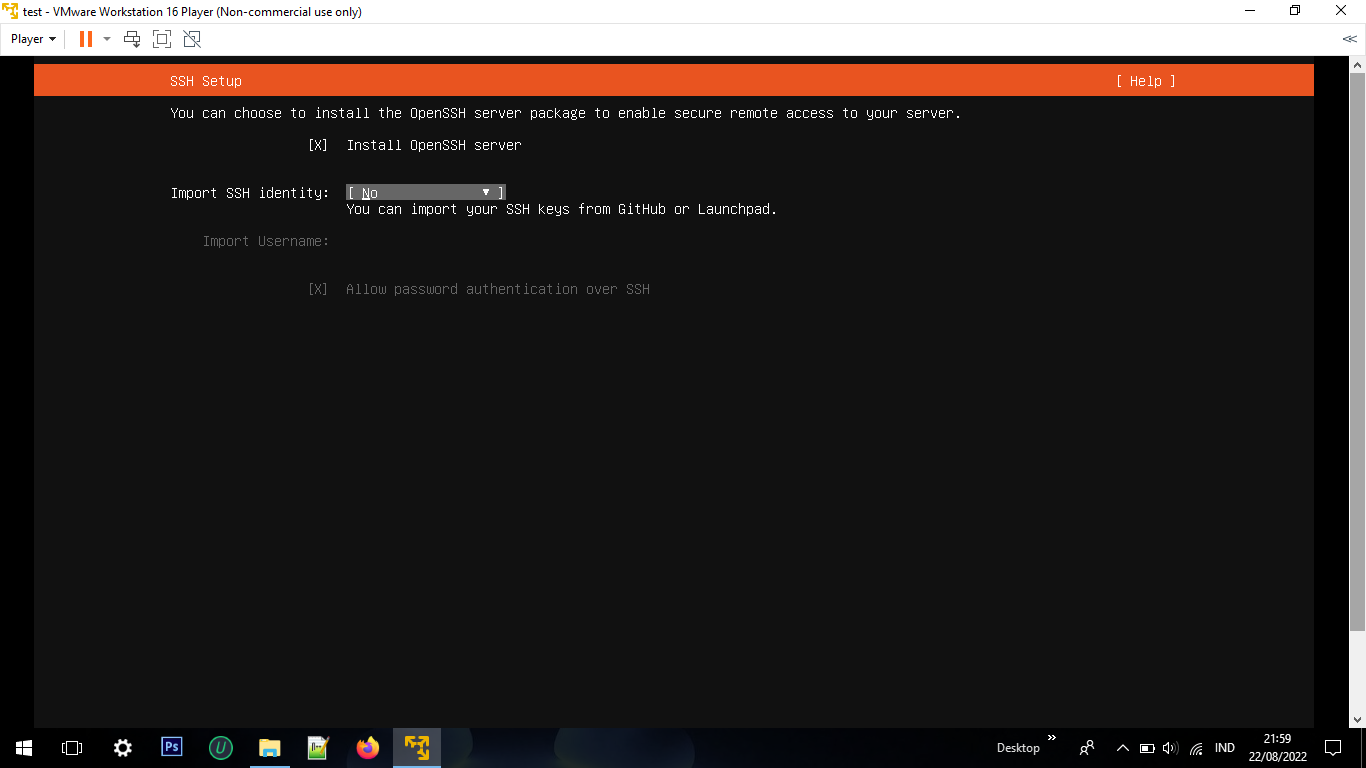 test - VMware Workstation 16 Player (Non-commercial use only)
Player
SSH Setup [ Help ]
You can choose to install the OpenSSH server package to enable secure remote access to your server.
[X] Install OpenSSH server
Import SSH identity: [ No ▼ ]
You can import your SSH keys from GitHub or Launchpad.
Import Username:
[X] Allow password authentication over SSH
Ps
U
n++
Desktop
IND
21:59
22/08/2022